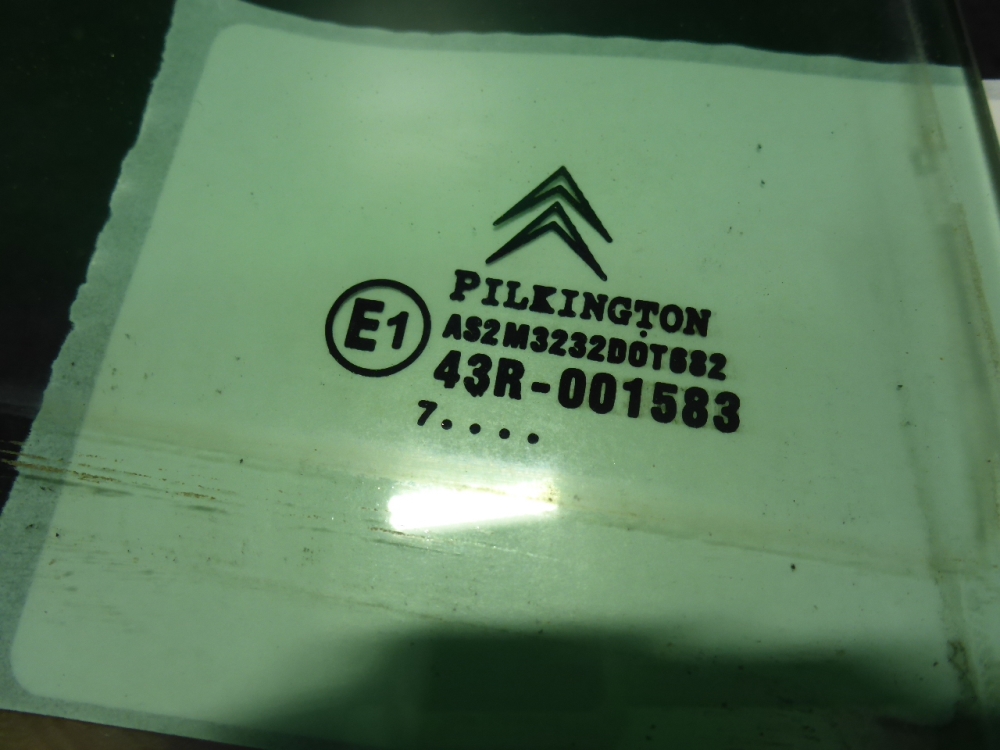 PILKINGTON
E1
AS2M3232DOT682
43R-001583
7....